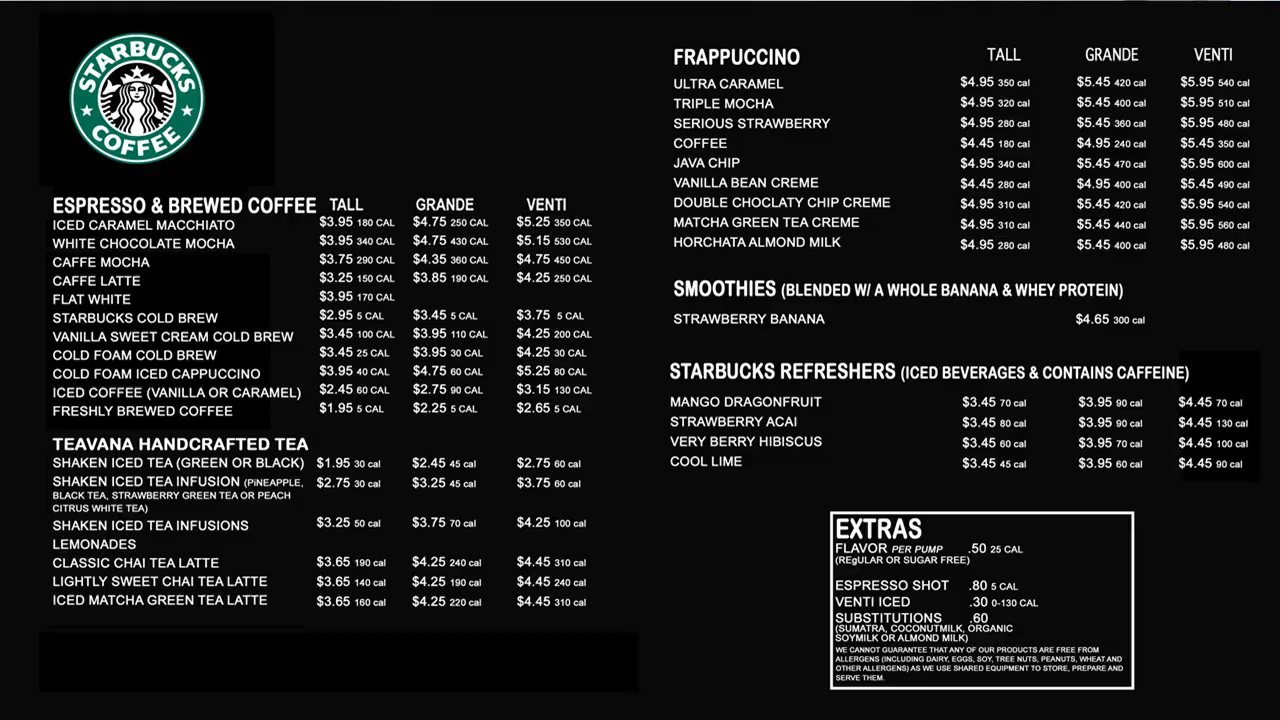 STARBUCKS
COFFEE
ESPRESSO & BREWED COFFEE TALL GRANDE VENTI
ICED CARAMEL MACCHIATO $3.95 180 CAL $4.75 250 CAL $5.25 350 CAL
WHITE CHOCOLATE MOCHA $3.95 340 CAL $4.75 430 CAL $5.15 530 CAL
CAFFE MOCHA $3.75 290 CAL $4.35 360 CAL $4.75 450 CAL
CAFFE LATTE $3.25 150 CAL $3.85 190 CAL $4.25 250 CAL
FLAT WHITE $3.95 170 CAL
STARBUCKS COLD BREW $2.95 5 CAL $3.45 5 CAL $3.75 5 CAL
VANILLA SWEET CREAM COLD BREW $3.45 100 CAL $3.95 110 CAL $4.25 200 CAL
COLD FOAM COLD BREW $3.45 25 CAL $3.95 30 CAL $4.25 30 CAL
COLD FOAM ICED CAPPUCCINO $3.95 40 CAL $4.75 60 CAL $5.25 80 CAL
ICED COFFEE (VANILLA OR CARAMEL) $2.45 60 CAL $2.75 90 CAL $3.15 130 CAL
FRESHLY BREWED COFFEE $1.95 5 CAL $2.25 5 CAL $2.65 5 CAL
TEAVANA HANDCRAFTED TEA
SHAKEN ICED TEA (GREEN OR BLACK) $1.95 30 cal $2.45 45 cal $2.75 60 cal
SHAKEN ICED TEA INFUSION (PiNEAPPLE, $2.75 30 cal $3.25 45 cal $3.75 60 cal
BLACK TEA, STRAWBERRY GREEN TEA OR PEACH
CITRUS WHITE TEA)
SHAKEN ICED TEA INFUSIONS $3.25 50 cal $3.75 70 cal $4.25 100 cal
LEMONADES
CLASSIC CHAI TEA LATTE $3.65 190 cal $4.25 240 cal $4.45 310 cal
LIGHTLY SWEET CHAI TEA LATTE $3.65 140 cal $4.25 190 cal $4.45 240 cal
ICED MATCHA GREEN TEA LATTE $3.65 160 cal $4.25 220 cal $4.45 310 cal
FRAPPUCCINO TALL GRANDE VENTI
ULTRA CARAMEL $4.95 350 cal $5.45 420 cal $5.95 540 cal
TRIPLE MOCHA $4.95 320 cal $5.45 400 cal $5.95 510 cal
SERIOUS STRAWBERRY $4.95 280 cal $5.45 360 cal $5.95 480 cal
COFFEE $4.45 180 cal $4.95 240 cal $5.45 350 cal
JAVA CHIP $4.95 340 cal $5.45 470 cal $5.95 600 cal
VANILLA BEAN CREME $4.45 280 cal $4.95 400 cal $5.45 490 cal
DOUBLE CHOCLATY CHIP CREME $4.95 310 cal $5.45 420 cal $5.95 540 cal
MATCHA GREEN TEA CREME $4.95 310 cal $5.45 440 cal $5.95 560 cal
HORCHATA ALMOND MILK $4.95 280 cal $5.45 400 cal $5.95 480 cal
SMOOTHIES (BLENDED W/ A WHOLE BANANA & WHEY PROTEIN)
STRAWBERRY BANANA $4.65 300 cal
STARBUCKS REFRESHERS (ICED BEVERAGES & CONTAINS CAFFEINE)
MANGO DRAGONFRUIT $3.45 70 cal $3.95 90 cal $4.45 70 cal
STRAWBERRY ACAI $3.45 80 cal $3.95 90 cal $4.45 130 cal
VERY BERRY HIBISCUS $3.45 60 cal $3.95 70 cal $4.45 100 cal
COOL LIME $3.45 45 cal $3.95 60 cal $4.45 90 cal
EXTRAS
FLAVOR PER PUMP .50 25 CAL
(REgULAR OR SUGAR FREE)
ESPRESSO SHOT .80 5 CAL
VENTI ICED .30 0-130 CAL
SUBSTITUTIONS .60
(SUMATRA, COCONUTMILK, ORGANIC
SOYMILK OR ALMOND MILK)
WE CANNOT GUARANTEE THAT ANY OF OUR PRODUCTS ARE FREE FROM
ALLERGENS (INCLUDING DAIRY, EGGS, SOY, TREE NUTS, PEANUTS, WHEAT AND
OTHER ALLERGENS) AS WE USE SHARED EQUIPMENT TO STORE, PREPARE AND
SERVE THEM.